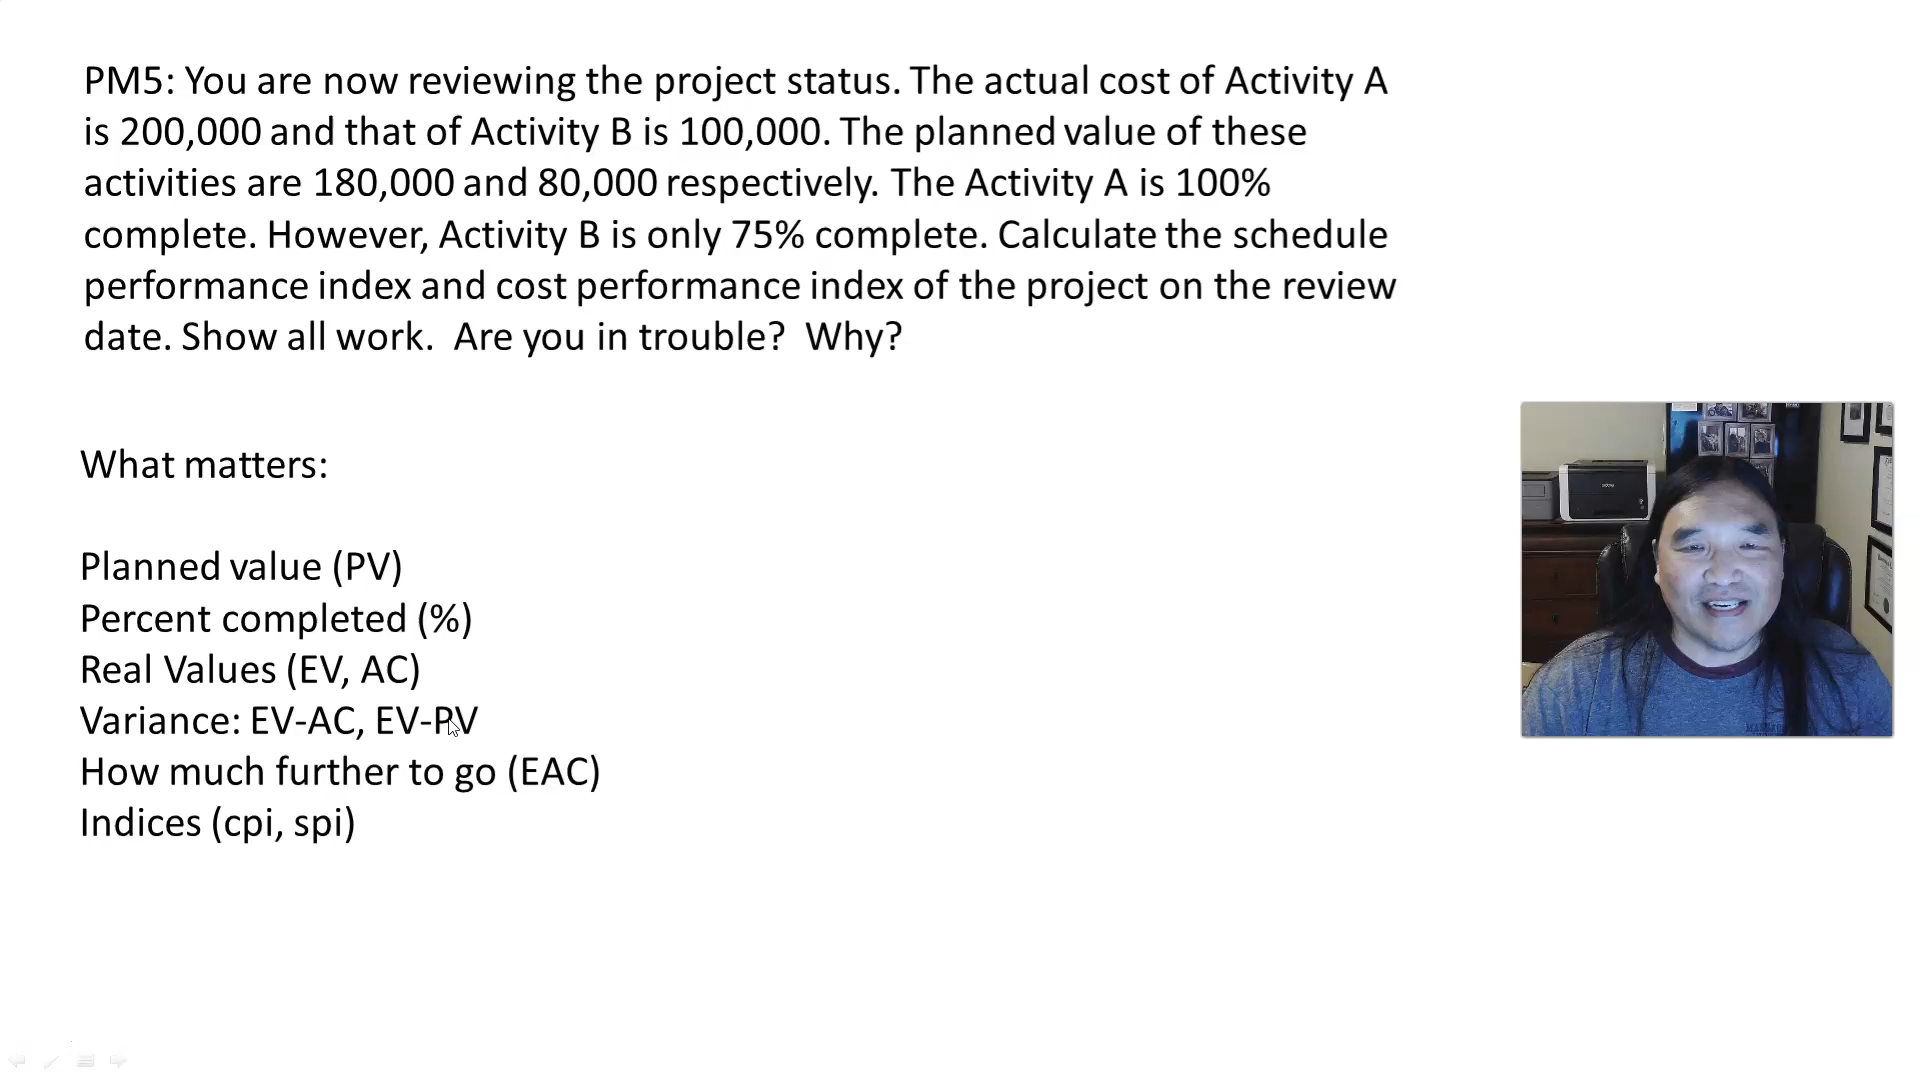 PM5: You are now reviewing the project status. The actual cost of Activity A
is 200,000 and that of Activity B is 100,000. The planned value of these
activities are 180,000 and 80,000 respectively. The Activity A is 100%
complete. However, Activity B is only 75% complete. Calculate the schedule
performance index and cost performance index of the project on the review
date. Show all work.  Are you in trouble?  Why?
What matters:
Planned value (PV)
Percent completed (%)
Real Values (EV, AC)
Variance: EV-AC, EV-PV
How much further to go (EAC)
Indices (cpi, spi)